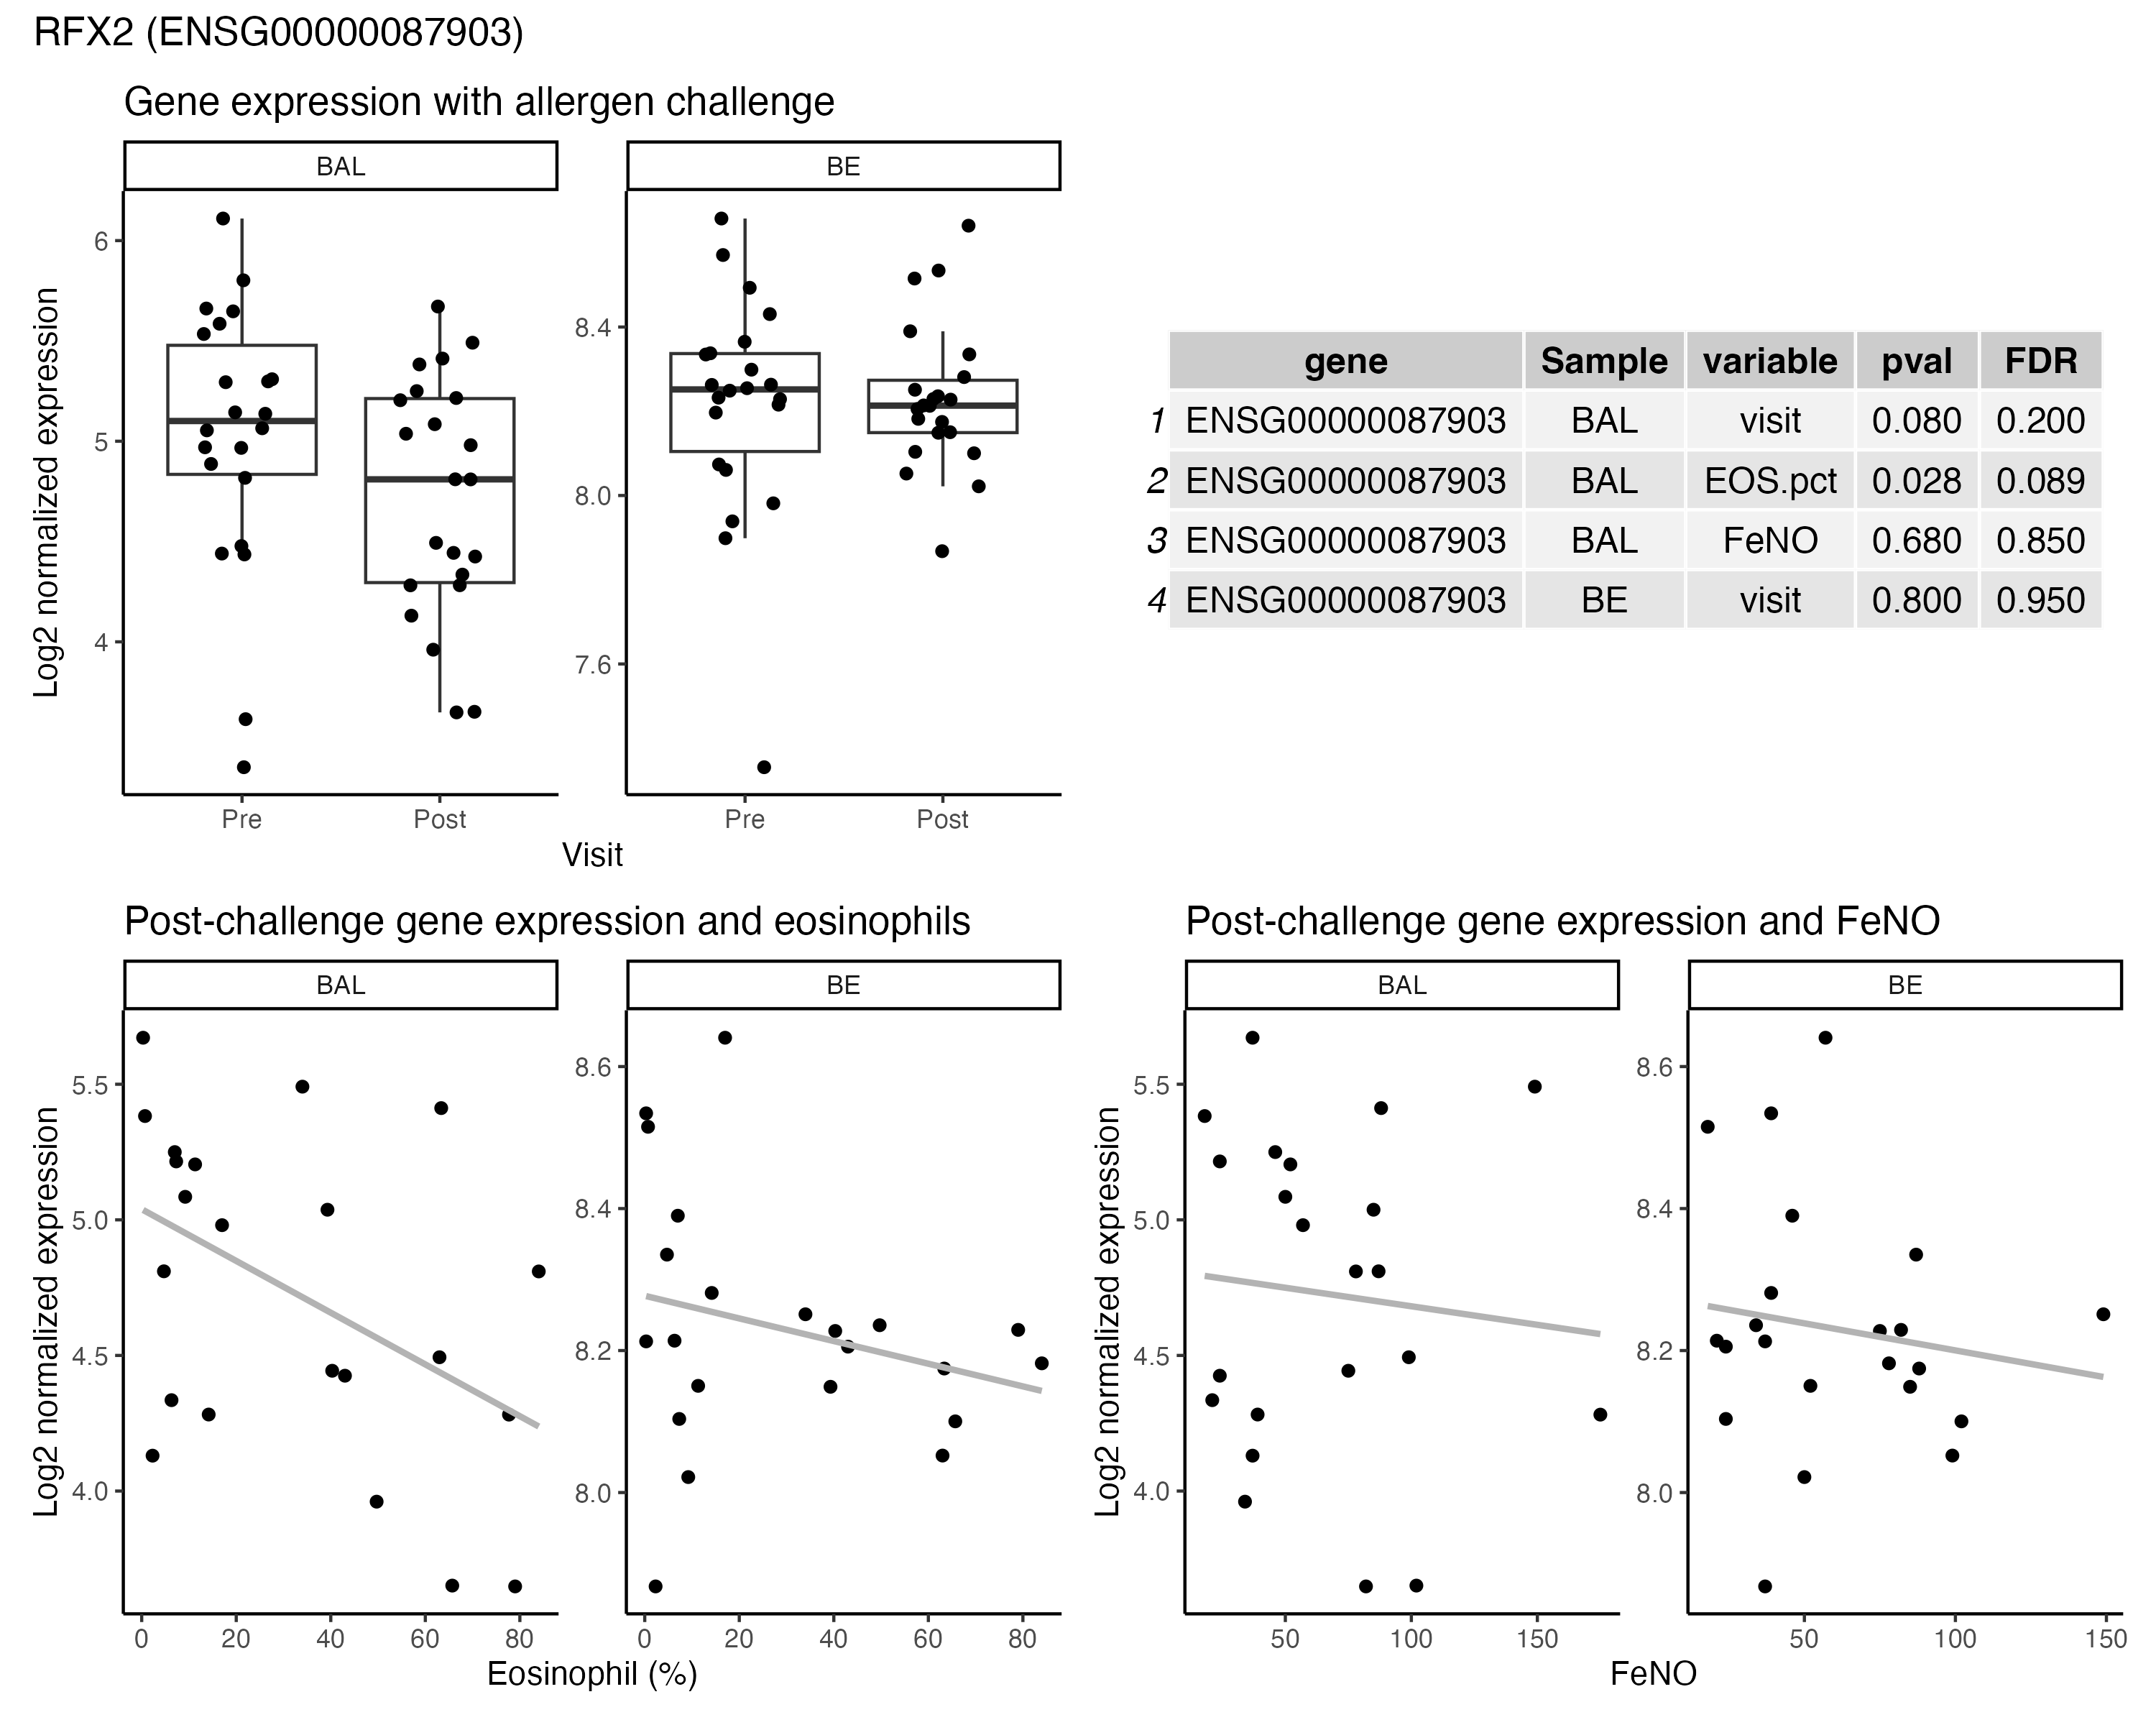 RFX2 (ENSG00000087903)
Gene expression with allergen challenge
BAL
BE
Log2 normalized expression
6
5
4
8.4
8.0
7.6
Pre
Post
Pre
Post
Visit
gene Sample variable pval FDR
1 ENSG00000087903 BAL visit 0.080 0.200
2 ENSG00000087903 BAL EOS.pct 0.028 0.089
3 ENSG00000087903 BAL FeNO 0.680 0.850
4 ENSG00000087903 BE visit 0.800 0.950
Post-challenge gene expression and eosinophils
BAL
BE
Log2 normalized expression
5.5
5.0
4.5
4.0
8.6
8.4
8.2
8.0
0 20 40 60 80
0 20 40 60 80
Eosinophil (%)
Post-challenge gene expression and FeNO
BAL
BE
Log2 normalized expression
5.5
5.0
4.5
4.0
8.6
8.4
8.2
8.0
50 100 150
50 100 150
FeNO